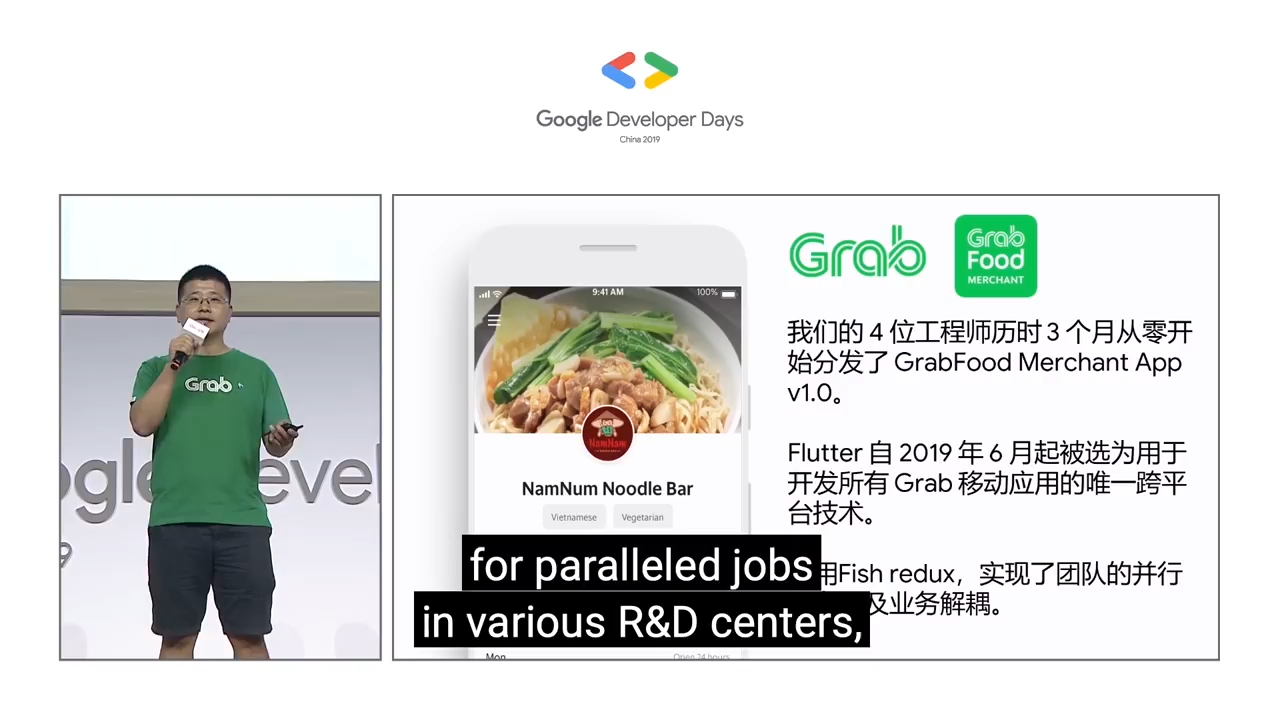 Google Developer Days
China 2019
Grab
ogle Devel
9
9:41 AM
100%
NamNam
NamNum Noodle Bar
Vietnamese
Vegetarian
Mon
Open 24 hours
Grab
Grab
Food
MERCHANT
我们的 4 位工程师历时 3 个月从零开
始分发了 GrabFood Merchant App
v1.0。
Flutter 自 2019 年 6 月起被选为用于
开发所有 Grab 移动应用的唯一跨平
台技术。
用Fish redux，实现了团队的并行
及业务解耦。
for paralleled jobs
in various R&D centers,